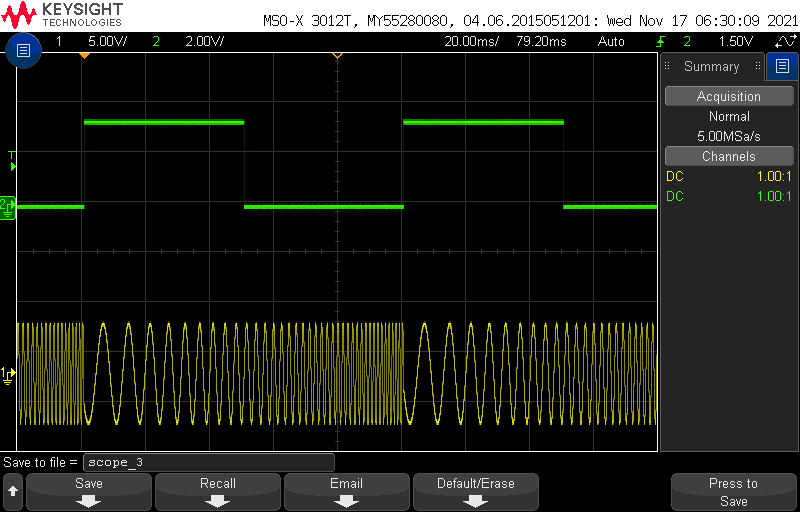 KEYSIGHT
TECHNOLOGIES
MSO-X 3012T, MY55280080, 04.06.2015051201: Wed Nov 17 06:30:09 2021
1 5.00V/ 2 2.00V/ 20.00ms/ 79.20ms Auto 2 1.50V
Summary
Acquisition
Normal
5.00MSa/s
Channels
DC 1.00:1
DC 1.00:1
T
2
1
Save to file = scope_3
Save Recall Email Default/Erase Press to
Save